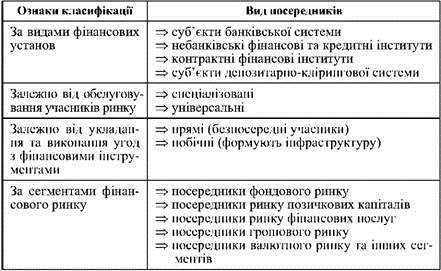 Ознаки класифікації
Вид посередників
За видами фінансових
установ
⇒ суб’єкти банківської системи
⇒ небанківські фінансові та кредитні інститути
⇒ контрактні фінансові інститути
⇒ суб’єкти депозитарно-клірингової системи
Залежно від обслугову-
вання учасників ринку
⇒ спеціалізовані
⇒ універсальні
Залежно від укладан-
ня та виконання угод
з фінансовими інстру-
ментами
⇒ прямі (безпосередні учасники)
⇒ побічні (формують інфраструктуру)
За сегментами фінан-
сового ринку
⇒ посередники фондового ринку
⇒ посередники ринку позичкових капіталів
⇒ посередники ринку фінансових послуг
⇒ посередники грошового ринку
⇒ посередники валютного ринку та інших сег-
ментів